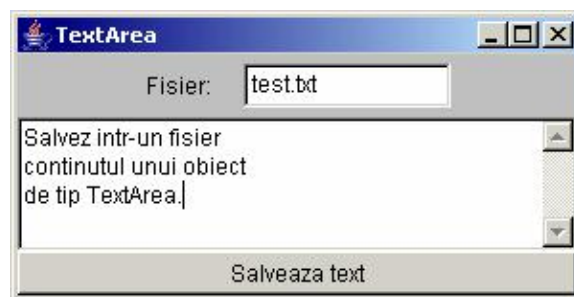 TextArea
Fisier: test.txt
Salvez intr-un fisier
continutul unui obiect
de tip TextArea.
Salveaza text